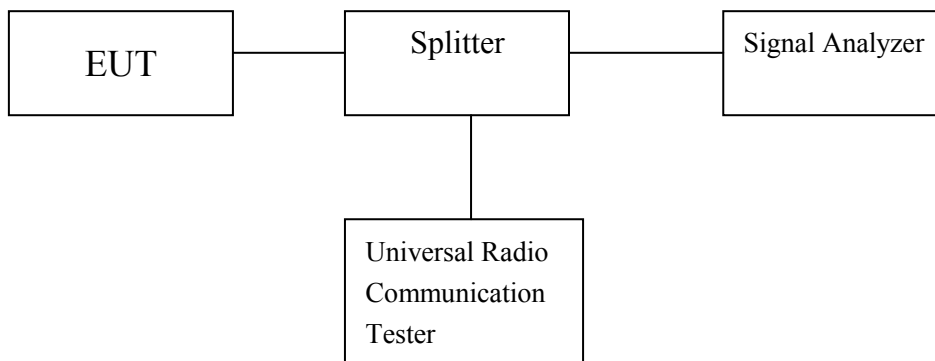 EUT
Splitter
Signal Analyzer
Universal Radio
Communication
Tester